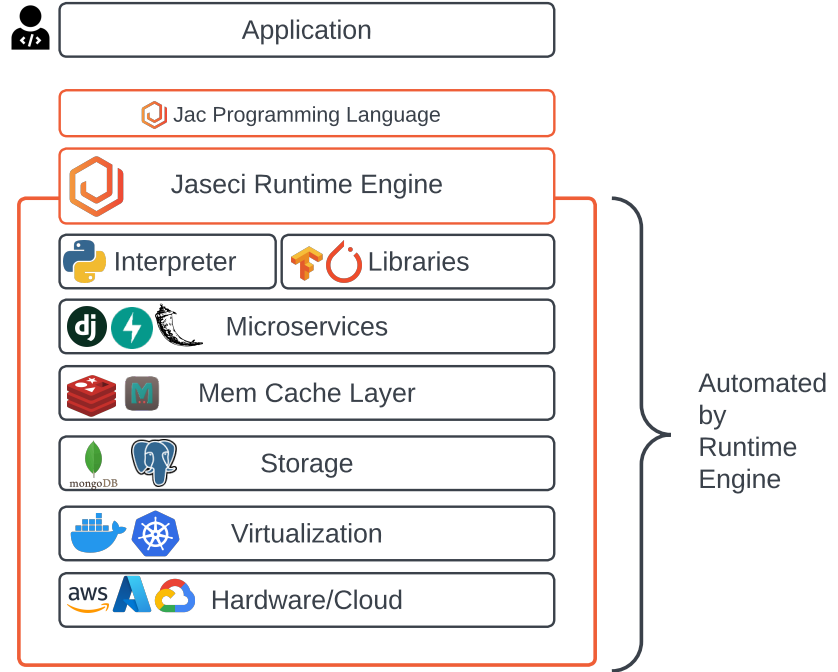 </>
Application
Jac Programming Language
Jaseci Runtime Engine
Interpreter
Libraries
dj
Microservices
M
Mem Cache Layer
mongoDB
Storage
Virtualization
aws
Hardware/Cloud
Automated
by
Runtime
Engine